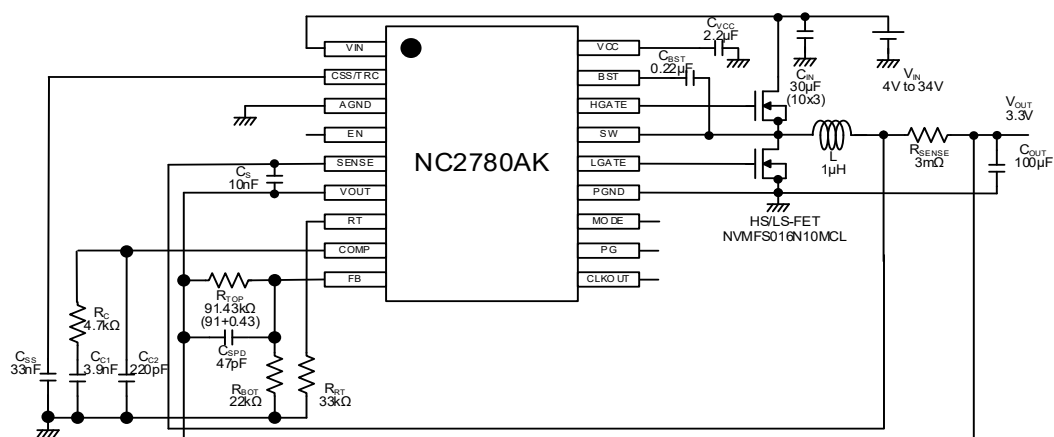 NC2780AK
VIN
CSS/TRC
AGND
EN
SENSE
VOUT
RT
COMP
FB
VCC
BST
HGATE
SW
LGATE
PGND
MODE
PG
CLKOUT
CVCC
2.2µF
CBST
0.22µF
CIN
30µF
(10x3)
VIN
4V to 34V
VOUT
3.3V
L
1µH
RSENSE
3mΩ
COUT
100µF
HS/LS-FET
NVMFS016N10MCL
CS
10nF
RTOP
91.43kΩ
(91+0.43)
CSPD
47pF
RC
4.7kΩ
CSS
33nF
CC1
3.9nF
CC2
220pF
RBOT
22kΩ
RRT
33kΩ